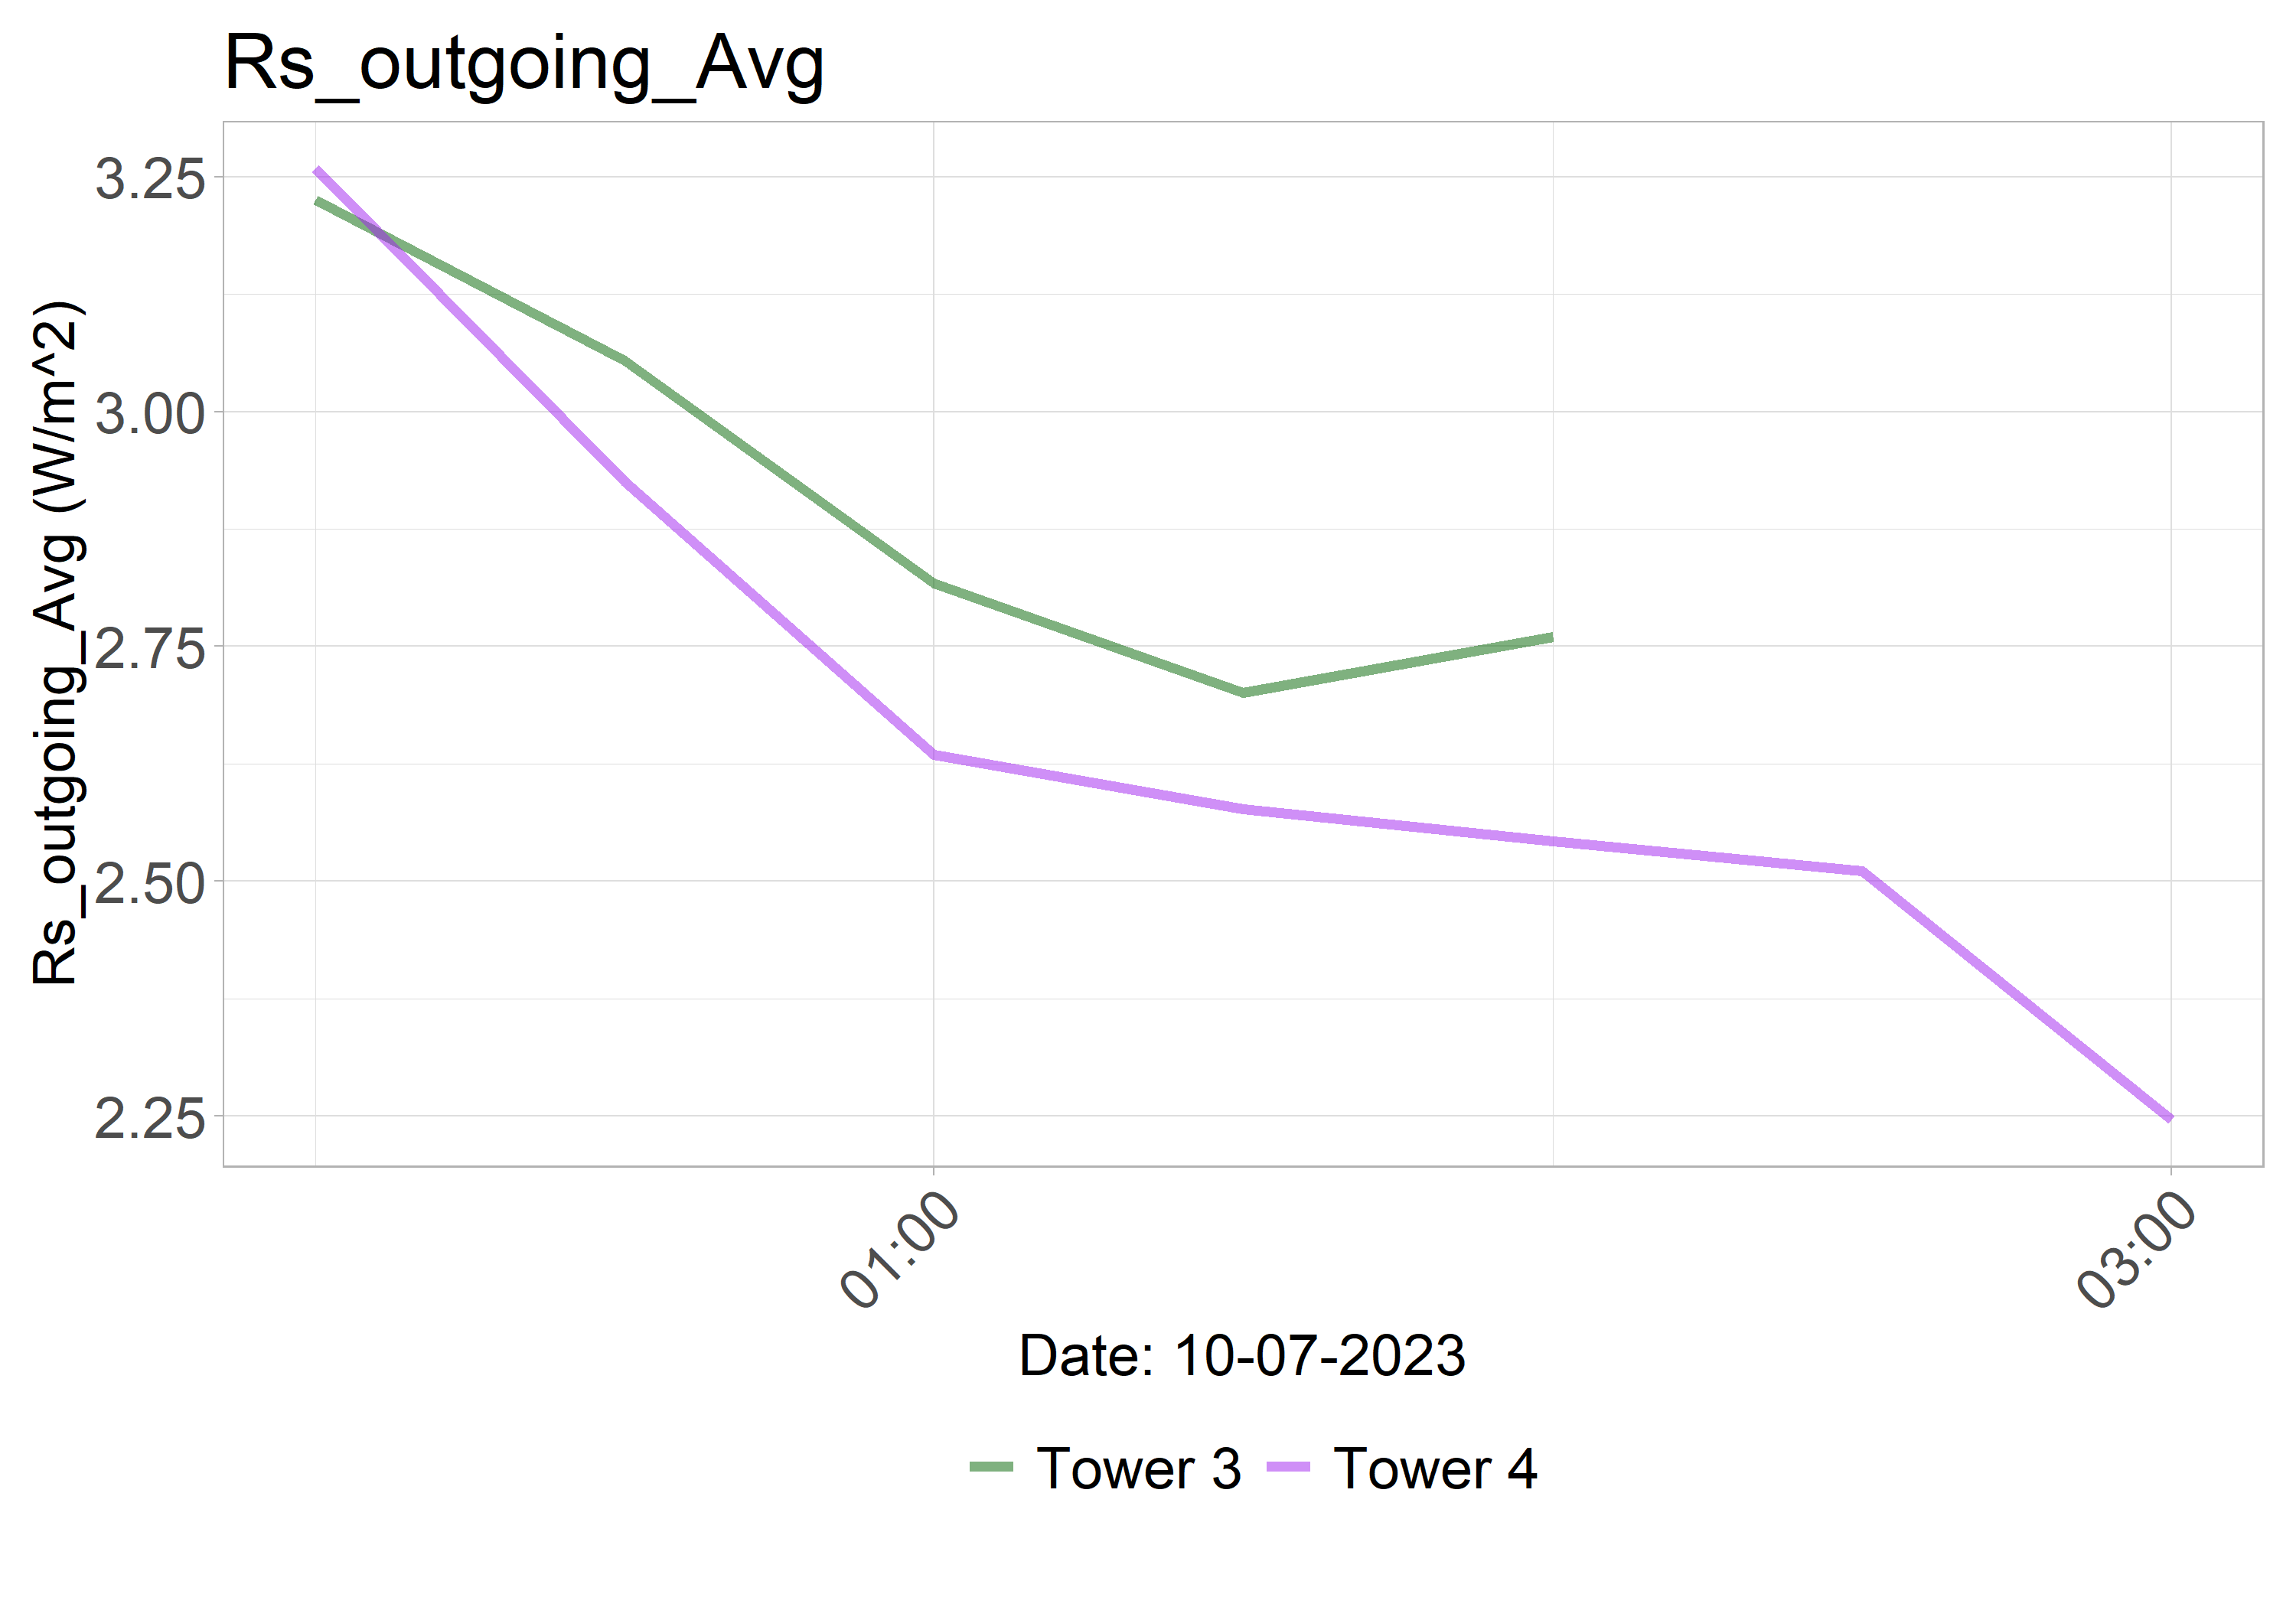 Rs_outgoing_Avg
Rs_outgoing_Avg (W/m^2)
3.25
3.00
2.75
2.50
2.25
01:00
03:00
Date: 10-07-2023
Tower 3
Tower 4